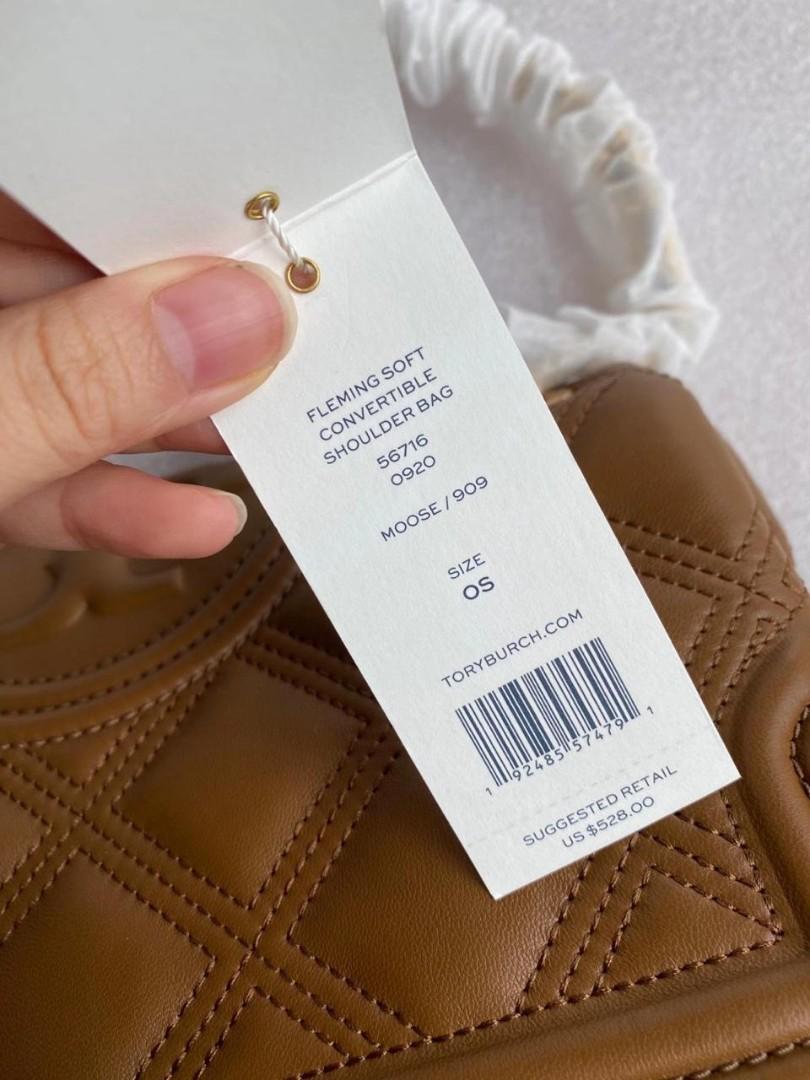 FLEMING SOFT
CONVERTIBLE
SHOULDER BAG
56716
0920
MOOSE / 909
SIZE
OS
TORYBURCH.COM
1 92485 57479 1
SUGGESTED RETAIL
US $528.00